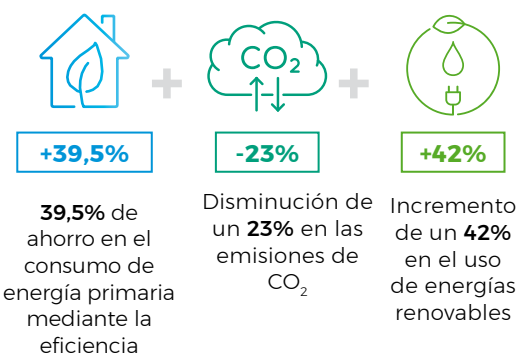 CO₂
+39,5%
39,5% de
ahorro en el
consumo de
energía primaria
mediante la
eficiencia
-23%
Disminución de
un 23% en las
emisiones de
CO₂
+42%
Incremento
de un 42%
en el uso
de energías
renovables